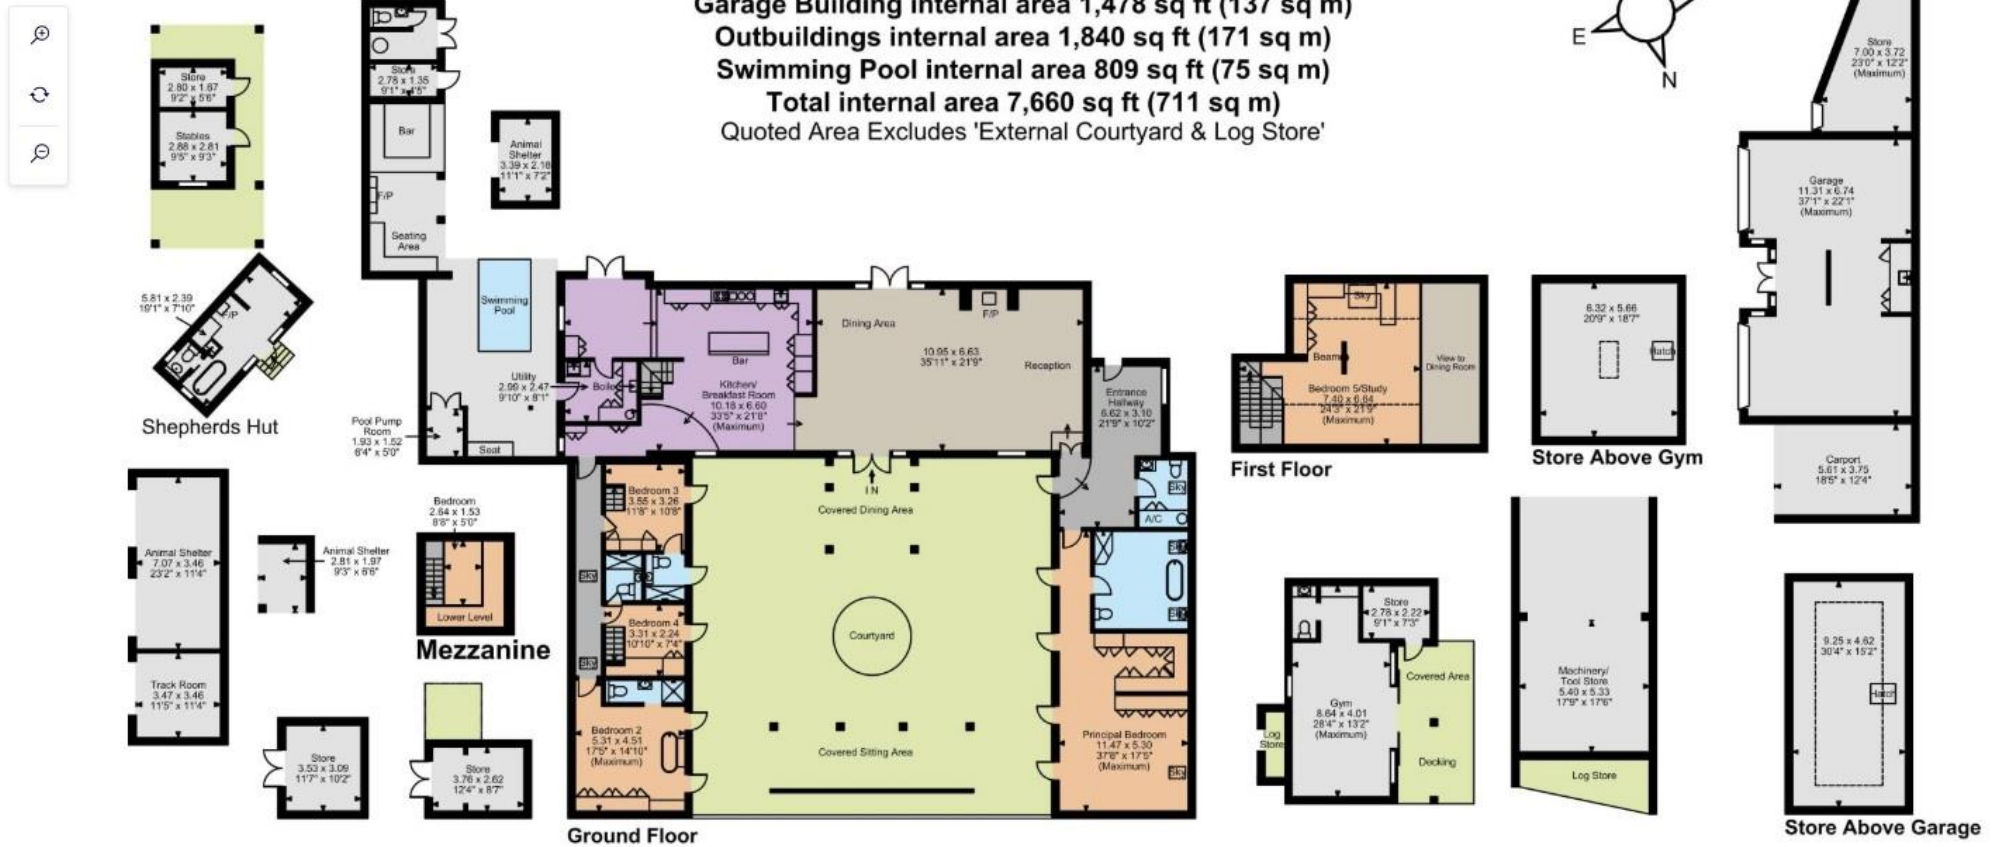 Garage Building internal area 1,478 sq ft (137 sq m)
Outbuildings internal area 1,840 sq ft (171 sq m)
Swimming Pool internal area 809 sq ft (75 sq m)
Total internal area 7,660 sq ft (711 sq m)
Quoted Area Excludes 'External Courtyard & Log Store'
E
N
Store
7.00 x 3.72
23'0" x 12'2"
(Maximum)
Store
2.80 x 1.67
9'2" x 5'6"
Stables
2.88 x 2.81
9'5" x 9'3"
Store
2.78 x 1.35
9'1" x 4'5"
Bar
F/P
Seating
Area
Animal
Shelter
3.39 x 2.18
11'1" x 7'2"
Garage
11.31 x 6.74
37'1" x 22'1"
(Maximum)
5.81 x 2.39
19'1" x 7'10"
F/P
Shepherds Hut
Swimming
Pool
Utility
2.99 x 2.47
9'10" x 8'1"
Boiler
Pool Pump
Room
1.93 x 1.52
6'4" x 5'0"
Seat
Bar
Kitchen/
Breakfast Room
10.18 x 6.60
33'5" x 21'8"
(Maximum)
Dining Area
F/P
10.95 x 6.63
35'11" x 21'9"
Reception
Entrance
Hallway
6.62 x 3.10
21'9" x 10'2"
Sky
Beams
View to
Dining Room
Bedroom 5/Study
7.40 x 6.64
24'3" x 21'9"
(Maximum)
First Floor
6.32 x 5.66
20'9" x 18'7"
Hatch
Store Above Gym
Carport
5.61 x 3.75
18'5" x 12'4"
IN
Covered Dining Area
Bedroom 3
3.55 x 3.26
11'8" x 10'8"
Sky
A/C
Sky
Sky
Animal Shelter
7.07 x 3.46
23'2" x 11'4"
Animal Shelter
2.81 x 1.97
9'3" x 6'6"
Bedroom
2.64 x 1.53
8'8" x 5'0"
Lower Level
Mezzanine
Sky
Bedroom 4
3.31 x 2.24
10'10" x 7'4"
Sky
Courtyard
Store
2.78 x 2.22
9'1" x 7'3"
Covered Area
Gym
8.64 x 4.01
28'4" x 13'2"
(Maximum)
Log
Store
Decking
Machinery/
Tool Store
5.40 x 5.33
17'9" x 17'6"
Log Store
9.25 x 4.62
30'4" x 15'2"
Hatch
Store Above Garage
Track Room
3.47 x 3.46
11'5" x 11'4"
Store
3.53 x 3.09
11'7" x 10'2"
Store
3.76 x 2.62
12'4" x 8'7"
Bedroom 2
5.31 x 4.51
17'5" x 14'10"
(Maximum)
Covered Sitting Area
Principal Bedroom
11.47 x 5.30
37'8" x 17'5"
(Maximum)
Sky
Ground Floor